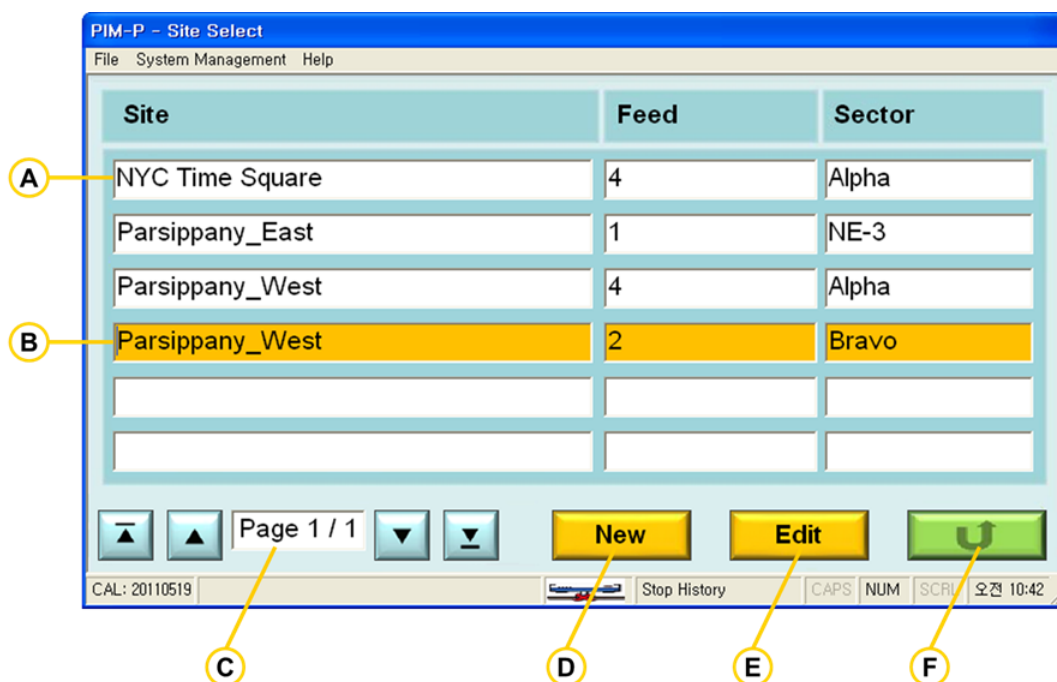 PIM-P - Site Select
File System Management Help
Site Feed Sector
A NYC Time Square 4 Alpha
Parsippany_East 1 NE-3
Parsippany_West 4 Alpha
B Parsippany_West 2 Bravo
Page 1 / 1 New Edit
CAL: 20110519 Stop History CAPS NUM SCRL 오전 10:42
C D E F